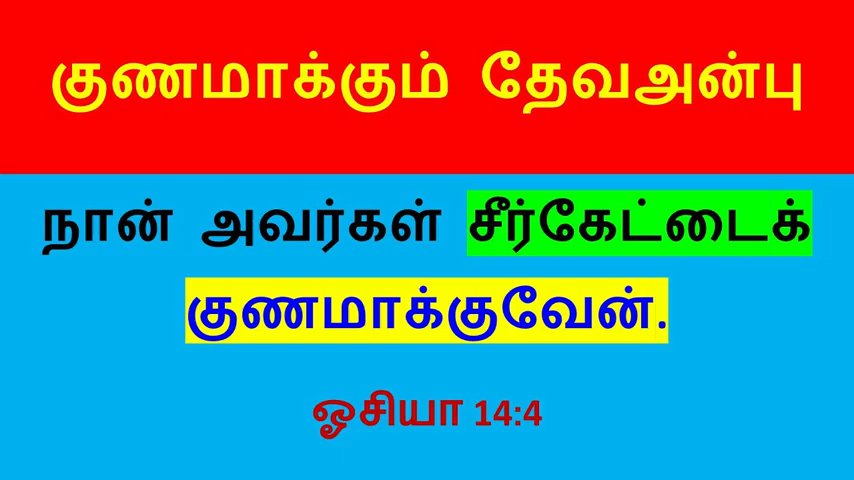 குணமாக்கும் தேவஅன்பு
நான் அவர்கள் சீர்கேட்டைக்
குணமாக்குவேன்.
ஓசியா 14:4